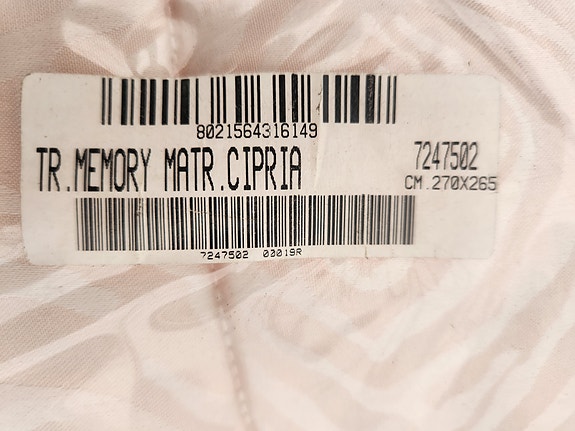 8021564316149
TR.MEMORY MATR.CIPRIA 7247502
CM.270X265
7247502 00019R